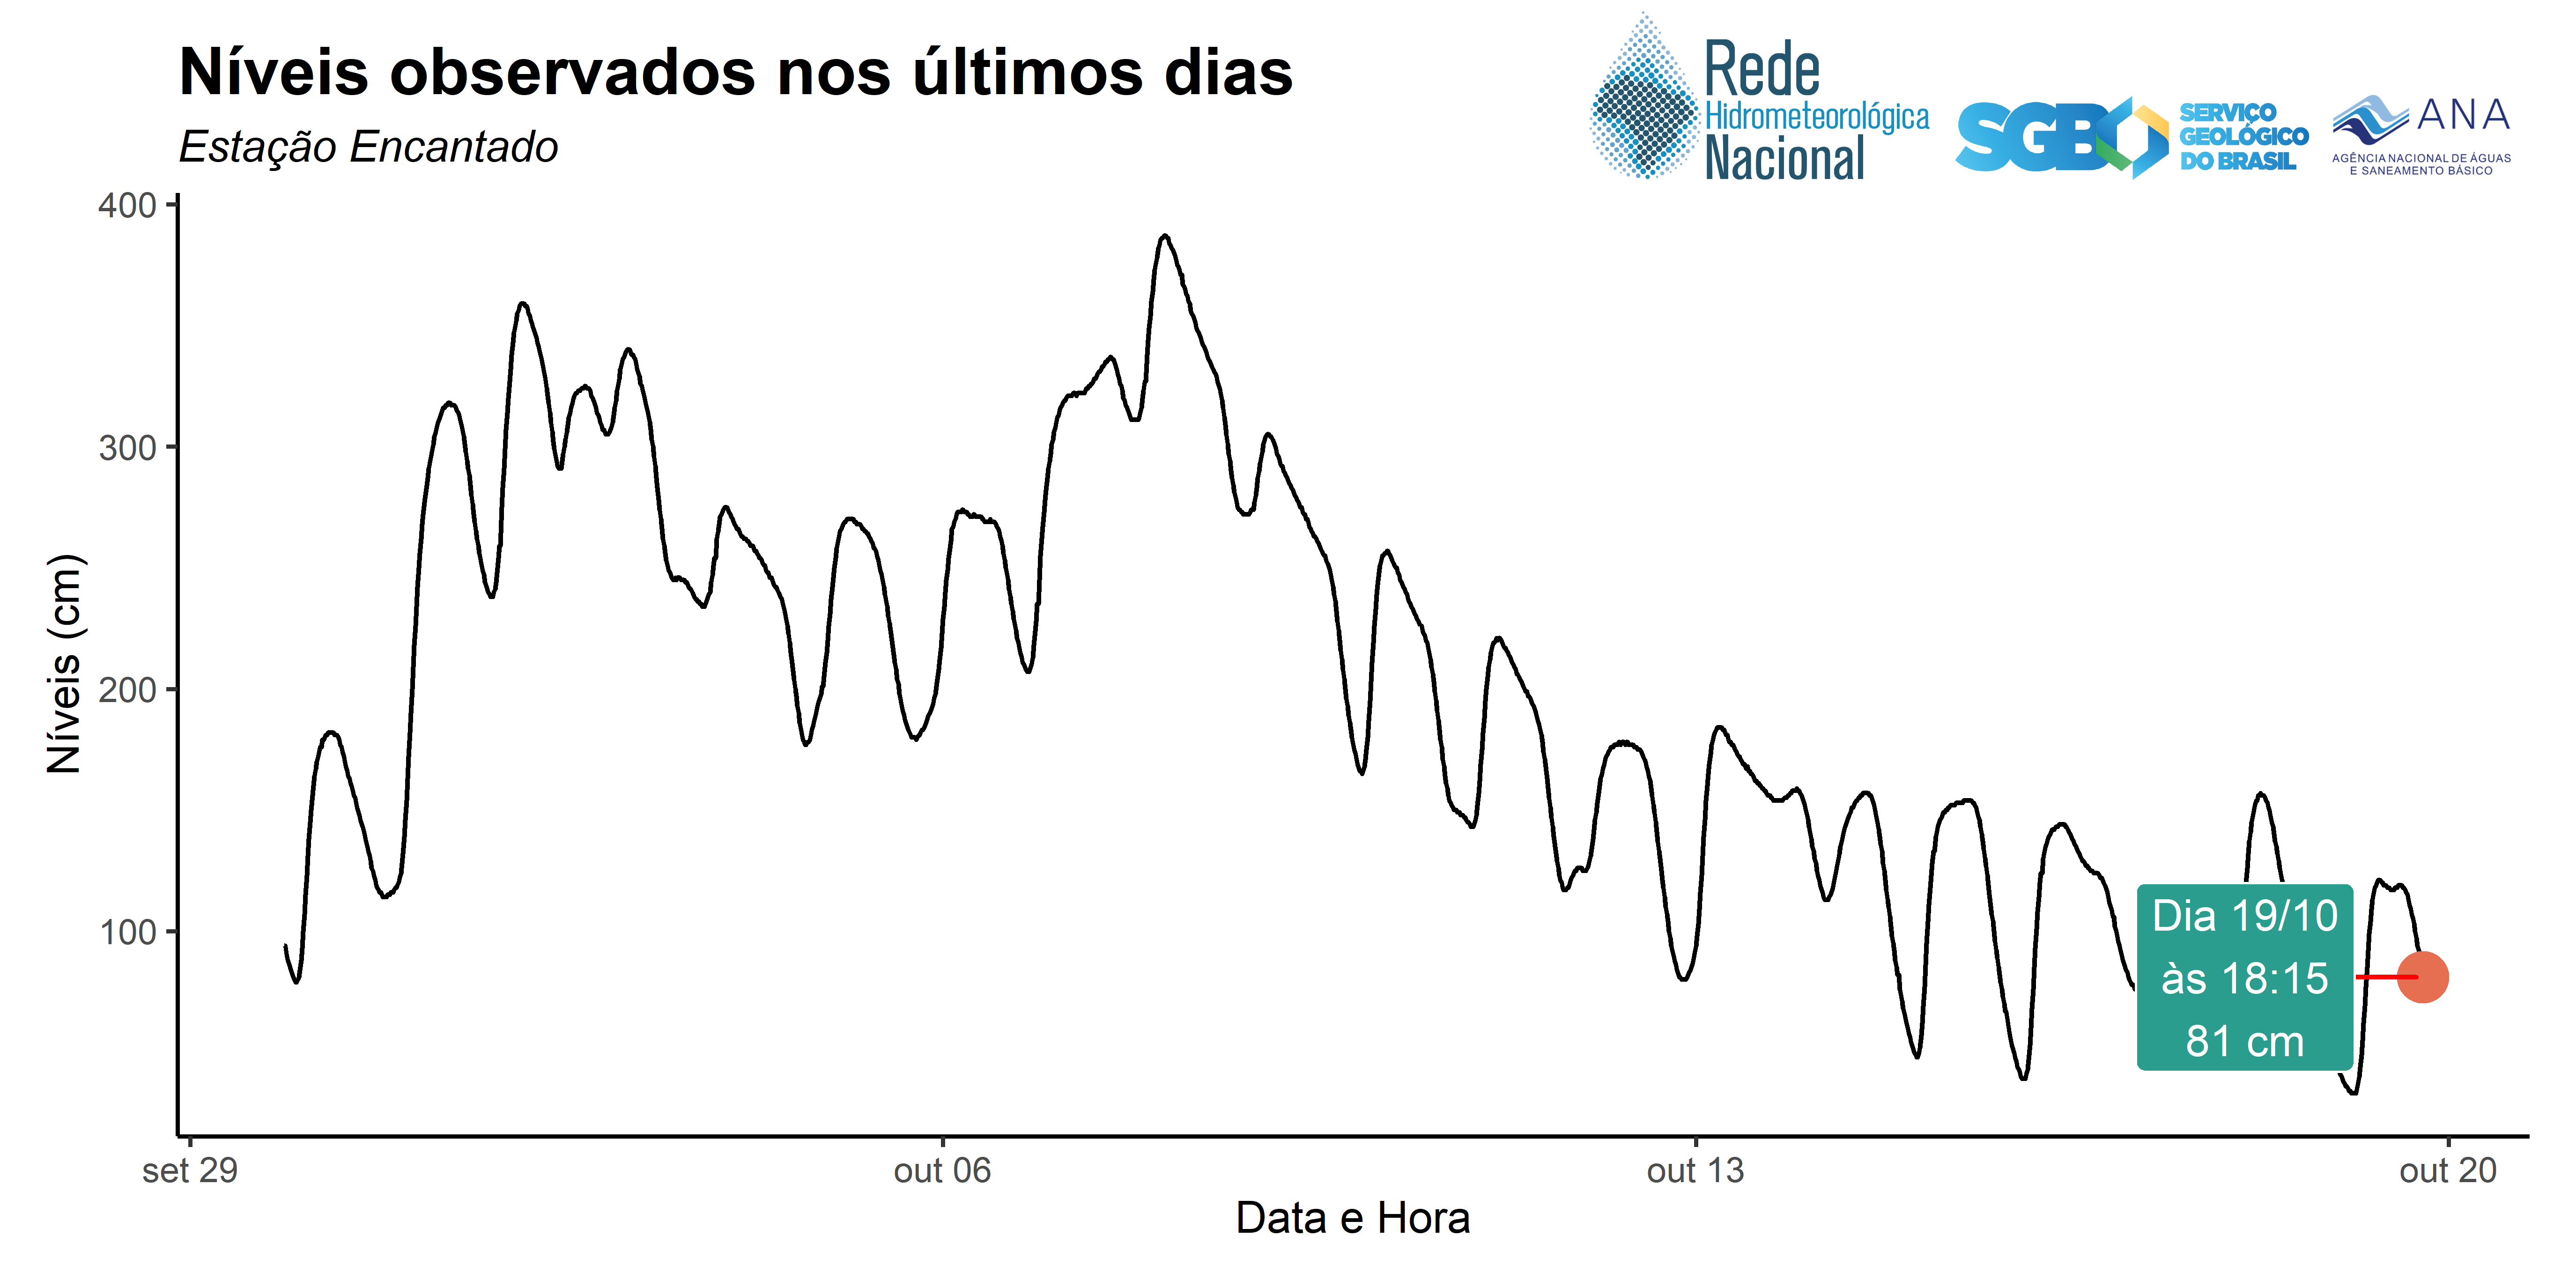 Níveis observados nos últimos dias
Estação Encantado
Rede
Hidrometeorológica
Nacional
SGB
SERVIÇO
GEOLÓGICO
DO BRASIL
ANA
AGÊNCIA NACIONAL DE ÁGUAS
E SANEAMENTO BÁSICO
Níveis (cm)
400
300
200
100
Dia 19/10
às 18:15
81 cm
set 29
out 06
out 13
out 20
Data e Hora